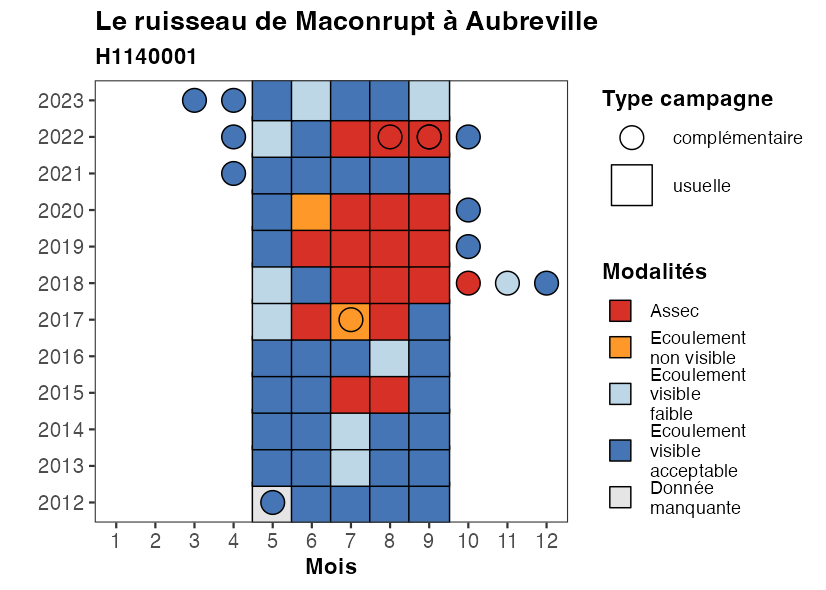 Le ruisseau de Maconrupt à Aubreville
H1140001
2023
2022
2021
2020
2019
2018
2017
2016
2015
2014
2013
2012
1 2 3 4 5 6 7 8 9 10 11 12
Mois
Type campagne
complémentaire
usuelle
Modalités
Assec
Ecoulement
non visible
Ecoulement
visible
faible
Ecoulement
visible
acceptable
Donnée
manquante